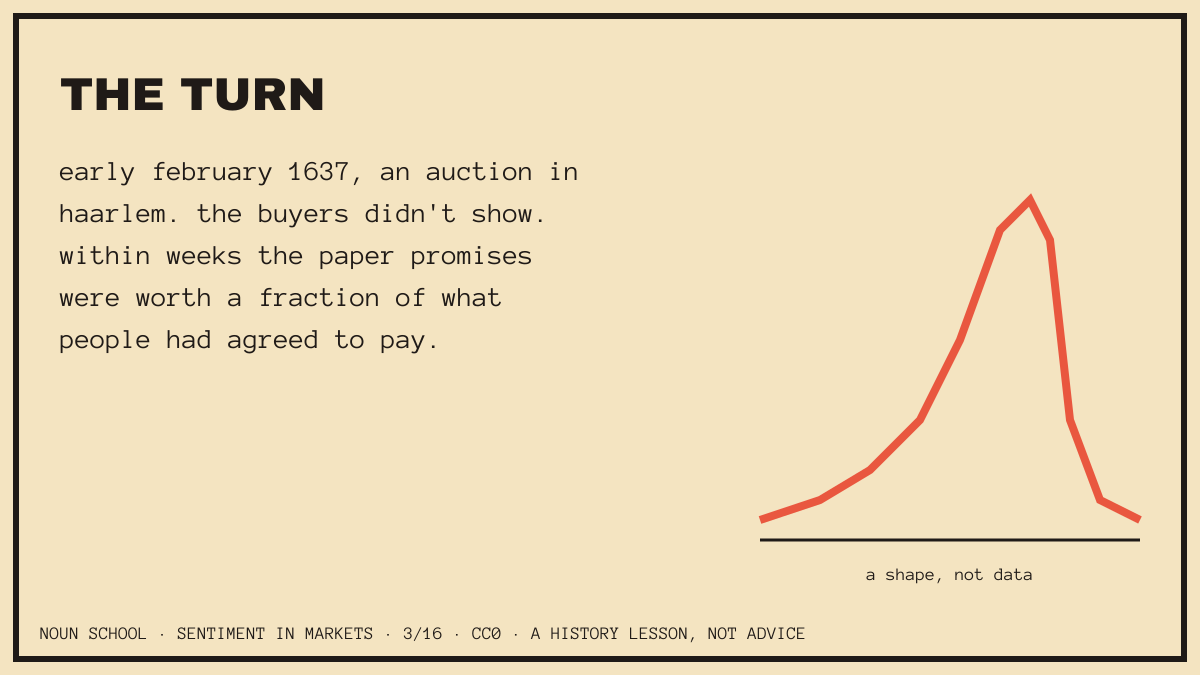 THE TURN
early february 1637, an auction in
haarlem. the buyers didn't show.
within weeks the paper promises
were worth a fraction of what
people had agreed to pay.
a shape, not data
NOUN SCHOOL · SENTIMENT IN MARKETS · 3/16 · CC0 · A HISTORY LESSON, NOT ADVICE